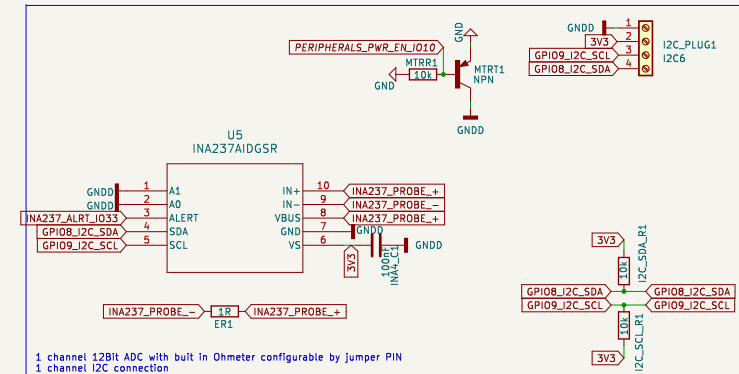 PERIPHERALS_PWR_EN_IO10
GND
MTRR1
10k
GND
MTRT1
NPN
GNDD
GNDD
1
3V3
2
GPIO9_I2C_SCL
3
GPIO8_I2C_SDA
4
I2C_PLUG1
I2C6
U5
INA237AIDGSR
GNDD
1
A1
GNDD
2
A0
INA237_ALRT_IO33
3
ALERT
GPIO8_I2C_SDA
4
SDA
GPIO9_I2C_SCL
5
SCL
IN+
10
INA237_PROBE_+
IN-
9
INA237_PROBE_-
VBUS
8
INA237_PROBE_+
GND
7
GNDD
VS
6
3V3
100nF
INA4_C1
GNDD
INA237_PROBE_-
1R
INA237_PROBE_+
ER1
3V3
10k
I2C_SDA_R1
GPIO8_I2C_SDA
GPIO8_I2C_SDA
GPIO9_I2C_SCL
GPIO9_I2C_SCL
10k
I2C_SCL_R1
3V3
1 channel 12Bit ADC with buit in Ohmeter configurable by jumper PIN
1 channel I2C connection